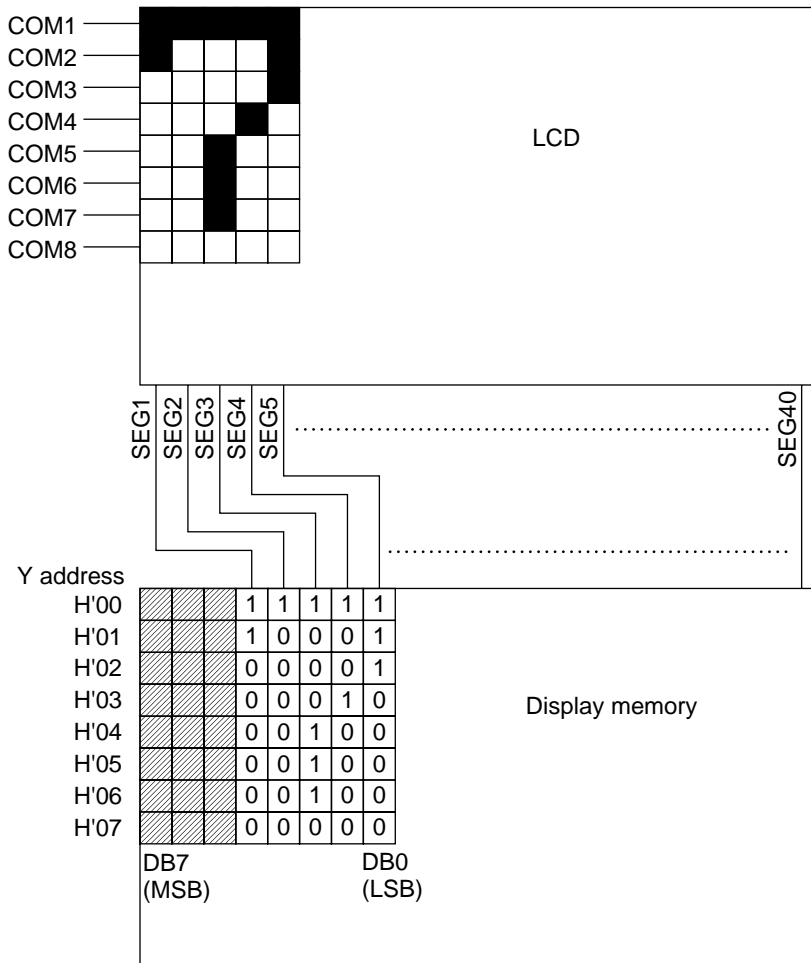 COM1
COM2
COM3
COM4
COM5
COM6
COM7
COM8
LCD
SEG1
SEG2
SEG3
SEG4
SEG5
SEG40
Y address
H'00 1 1 1 1 1
H'01 1 0 0 0 1
H'02 0 0 0 0 1
H'03 0 0 0 1 0
H'04 0 0 1 0 0
H'05 0 0 1 0 0
H'06 0 0 1 0 0
H'07 0 0 0 0 0
Display memory
DB7
(MSB)
DB0
(LSB)